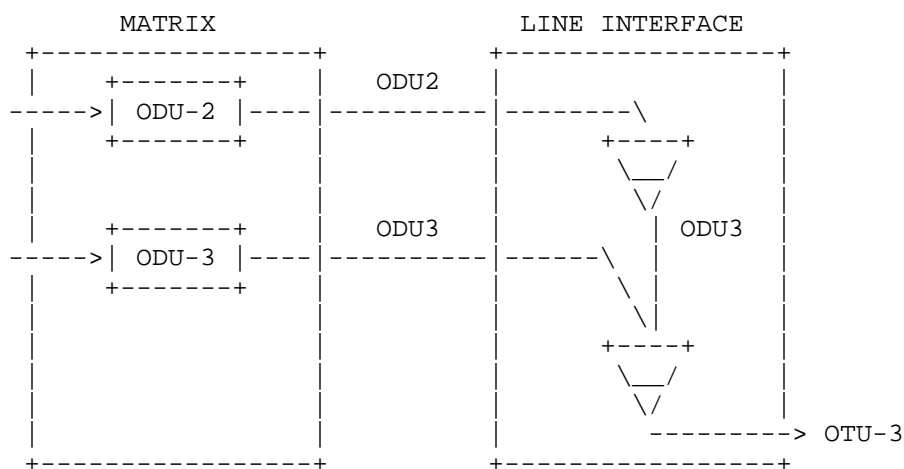 MATRIX LINE INTERFACE
ODU2
ODU-2
ODU3 ODU3
ODU-3
OTU-3